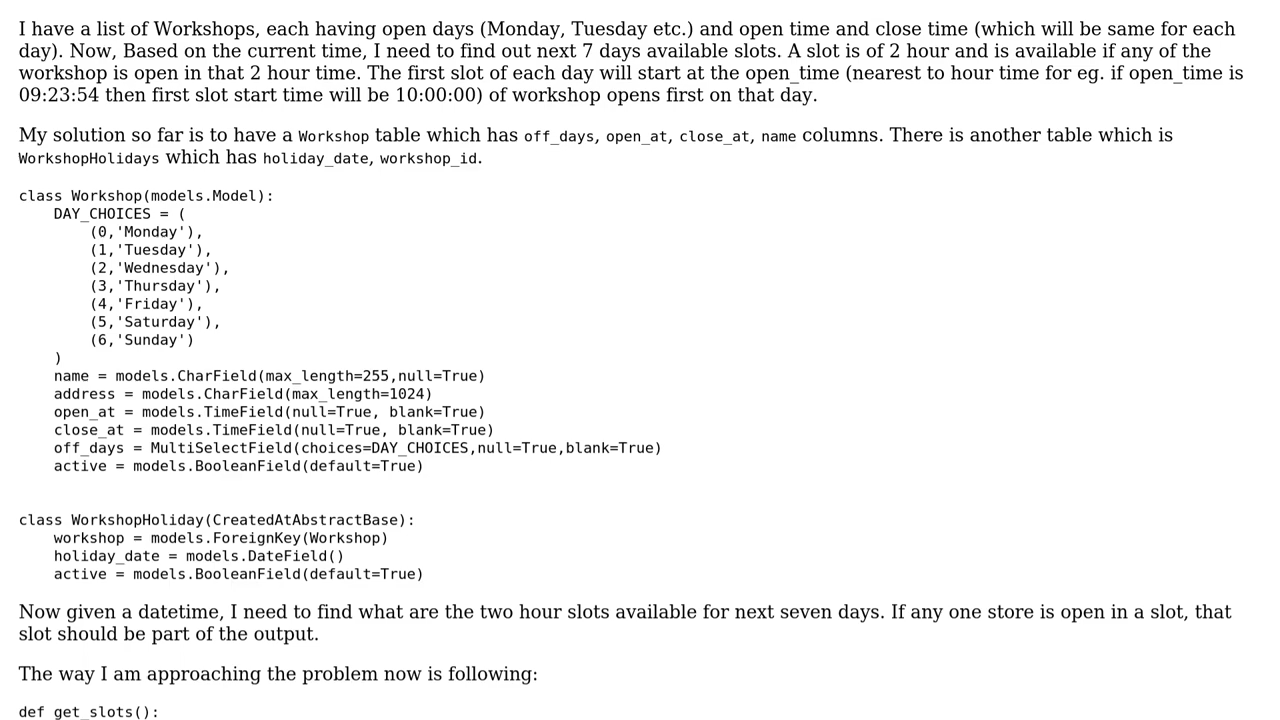 I have a list of Workshops, each having open days (Monday, Tuesday etc.) and open time and close time (which will be same for each
day). Now, Based on the current time, I need to find out next 7 days available slots. A slot is of 2 hour and is available if any of the
workshop is open in that 2 hour time. The first slot of each day will start at the open_time (nearest to hour time for eg. if open_time is
09:23:54 then first slot start time will be 10:00:00) of workshop opens first on that day.
My solution so far is to have a Workshop table which has off_days, open_at, close_at, name columns. There is another table which is
WorkshopHolidays which has holiday_date, workshop_id.
class Workshop(models.Model):
    DAY_CHOICES = (
        (0,'Monday'),
        (1,'Tuesday'),
        (2,'Wednesday'),
        (3,'Thursday'),
        (4,'Friday'),
        (5,'Saturday'),
        (6,'Sunday')
    )
    name = models.CharField(max_length=255,null=True)
    address = models.CharField(max_length=1024)
    open_at = models.TimeField(null=True, blank=True)
    close_at = models.TimeField(null=True, blank=True)
    off_days = MultiSelectField(choices=DAY_CHOICES,null=True,blank=True)
    active = models.BooleanField(default=True)
class WorkshopHoliday(CreatedAtAbstractBase):
    workshop = models.ForeignKey(Workshop)
    holiday_date = models.DateField()
    active = models.BooleanField(default=True)
Now given a datetime, I need to find what are the two hour slots available for next seven days. If any one store is open in a slot, that
slot should be part of the output.
The way I am approaching the problem now is following:
def get_slots():